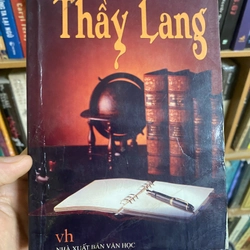 Thầy Lang
vh
NHÀ XUẤT BẢN VĂN HỌC